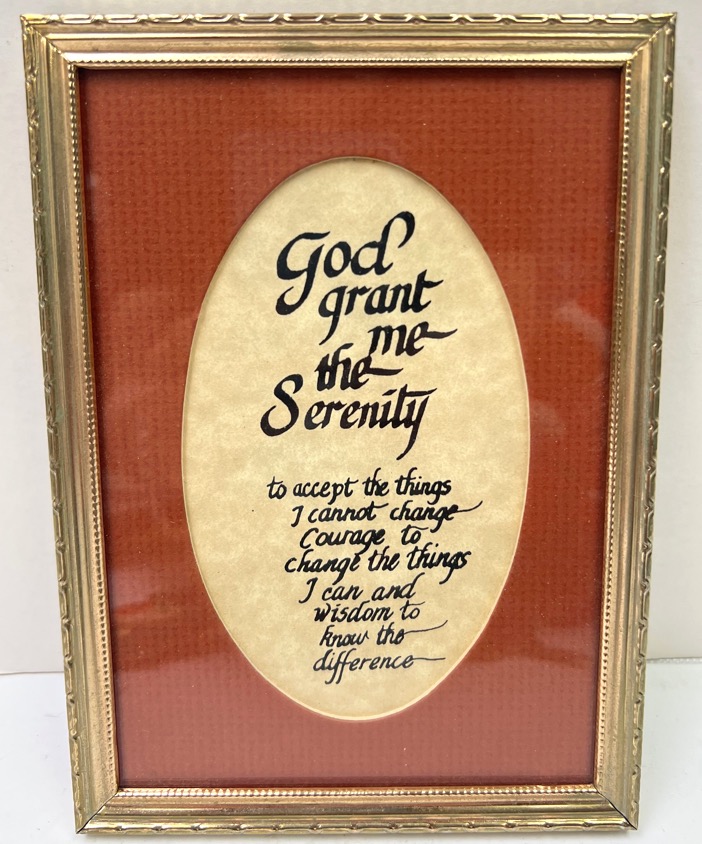 God
grant
me
the
Serenity
to accept the things
I cannot change
Courage to
change the things
I can and
wisdom to
know the
difference